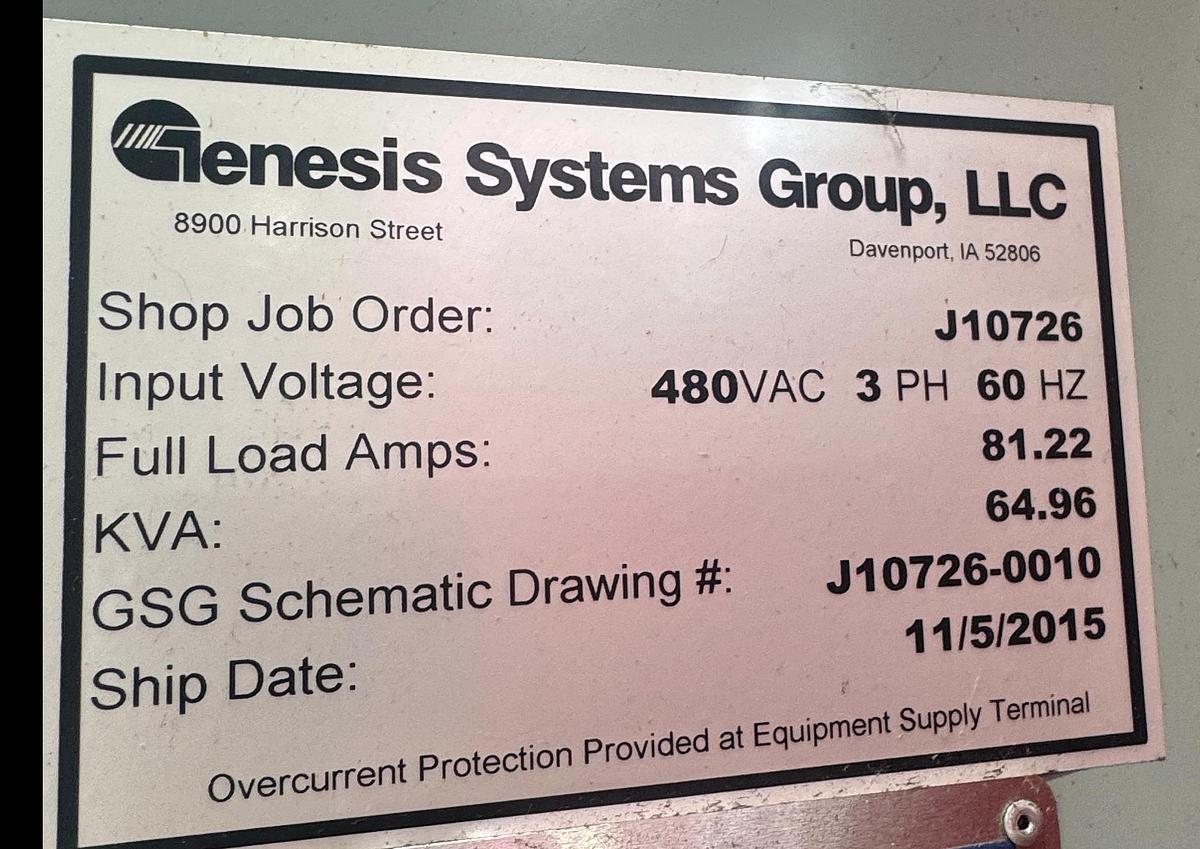 Genesis Systems Group, LLC
8900 Harrison Street Davenport, IA 52806
Shop Job Order: J10726
Input Voltage: 480VAC 3 PH 60 HZ
Full Load Amps: 81.22
KVA: 64.96
GSG Schematic Drawing #: J10726-0010
Ship Date: 11/5/2015
Overcurrent Protection Provided at Equipment Supply Terminal